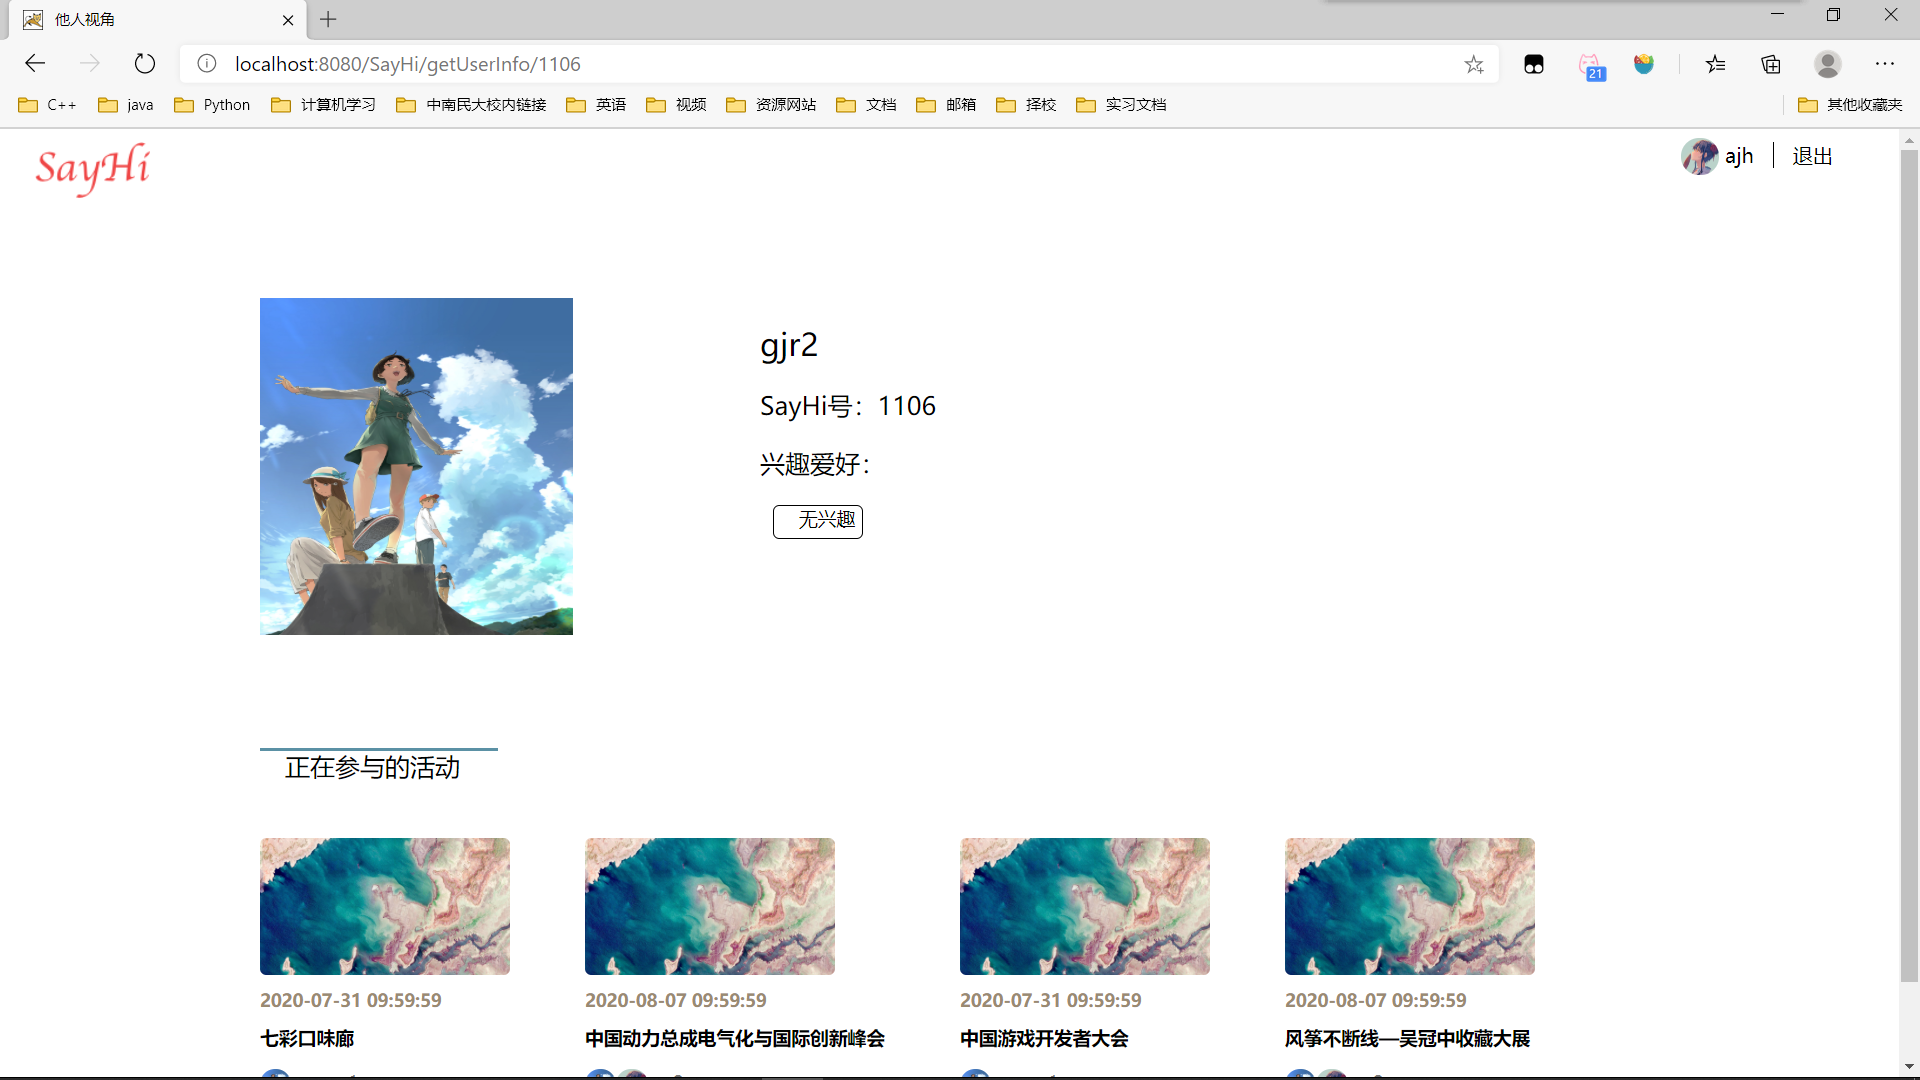 他人视角
localhost:8080/SayHi/getUserInfo/1106
21
C++ java Python 计算机学习 中南民大校内链接 英语 视频 资源网站 文档 邮箱 择校 实习文档 其他收藏夹
SayHi
ajh 退出
gjr2
SayHi号：1106
兴趣爱好：
无兴趣
正在参与的活动
2020-07-31 09:59:59 2020-08-07 09:59:59 2020-07-31 09:59:59 2020-08-07 09:59:59
七彩口味廊 中国动力总成电气化与国际创新峰会 中国游戏开发者大会 风筝不断线—吴冠中收藏大展